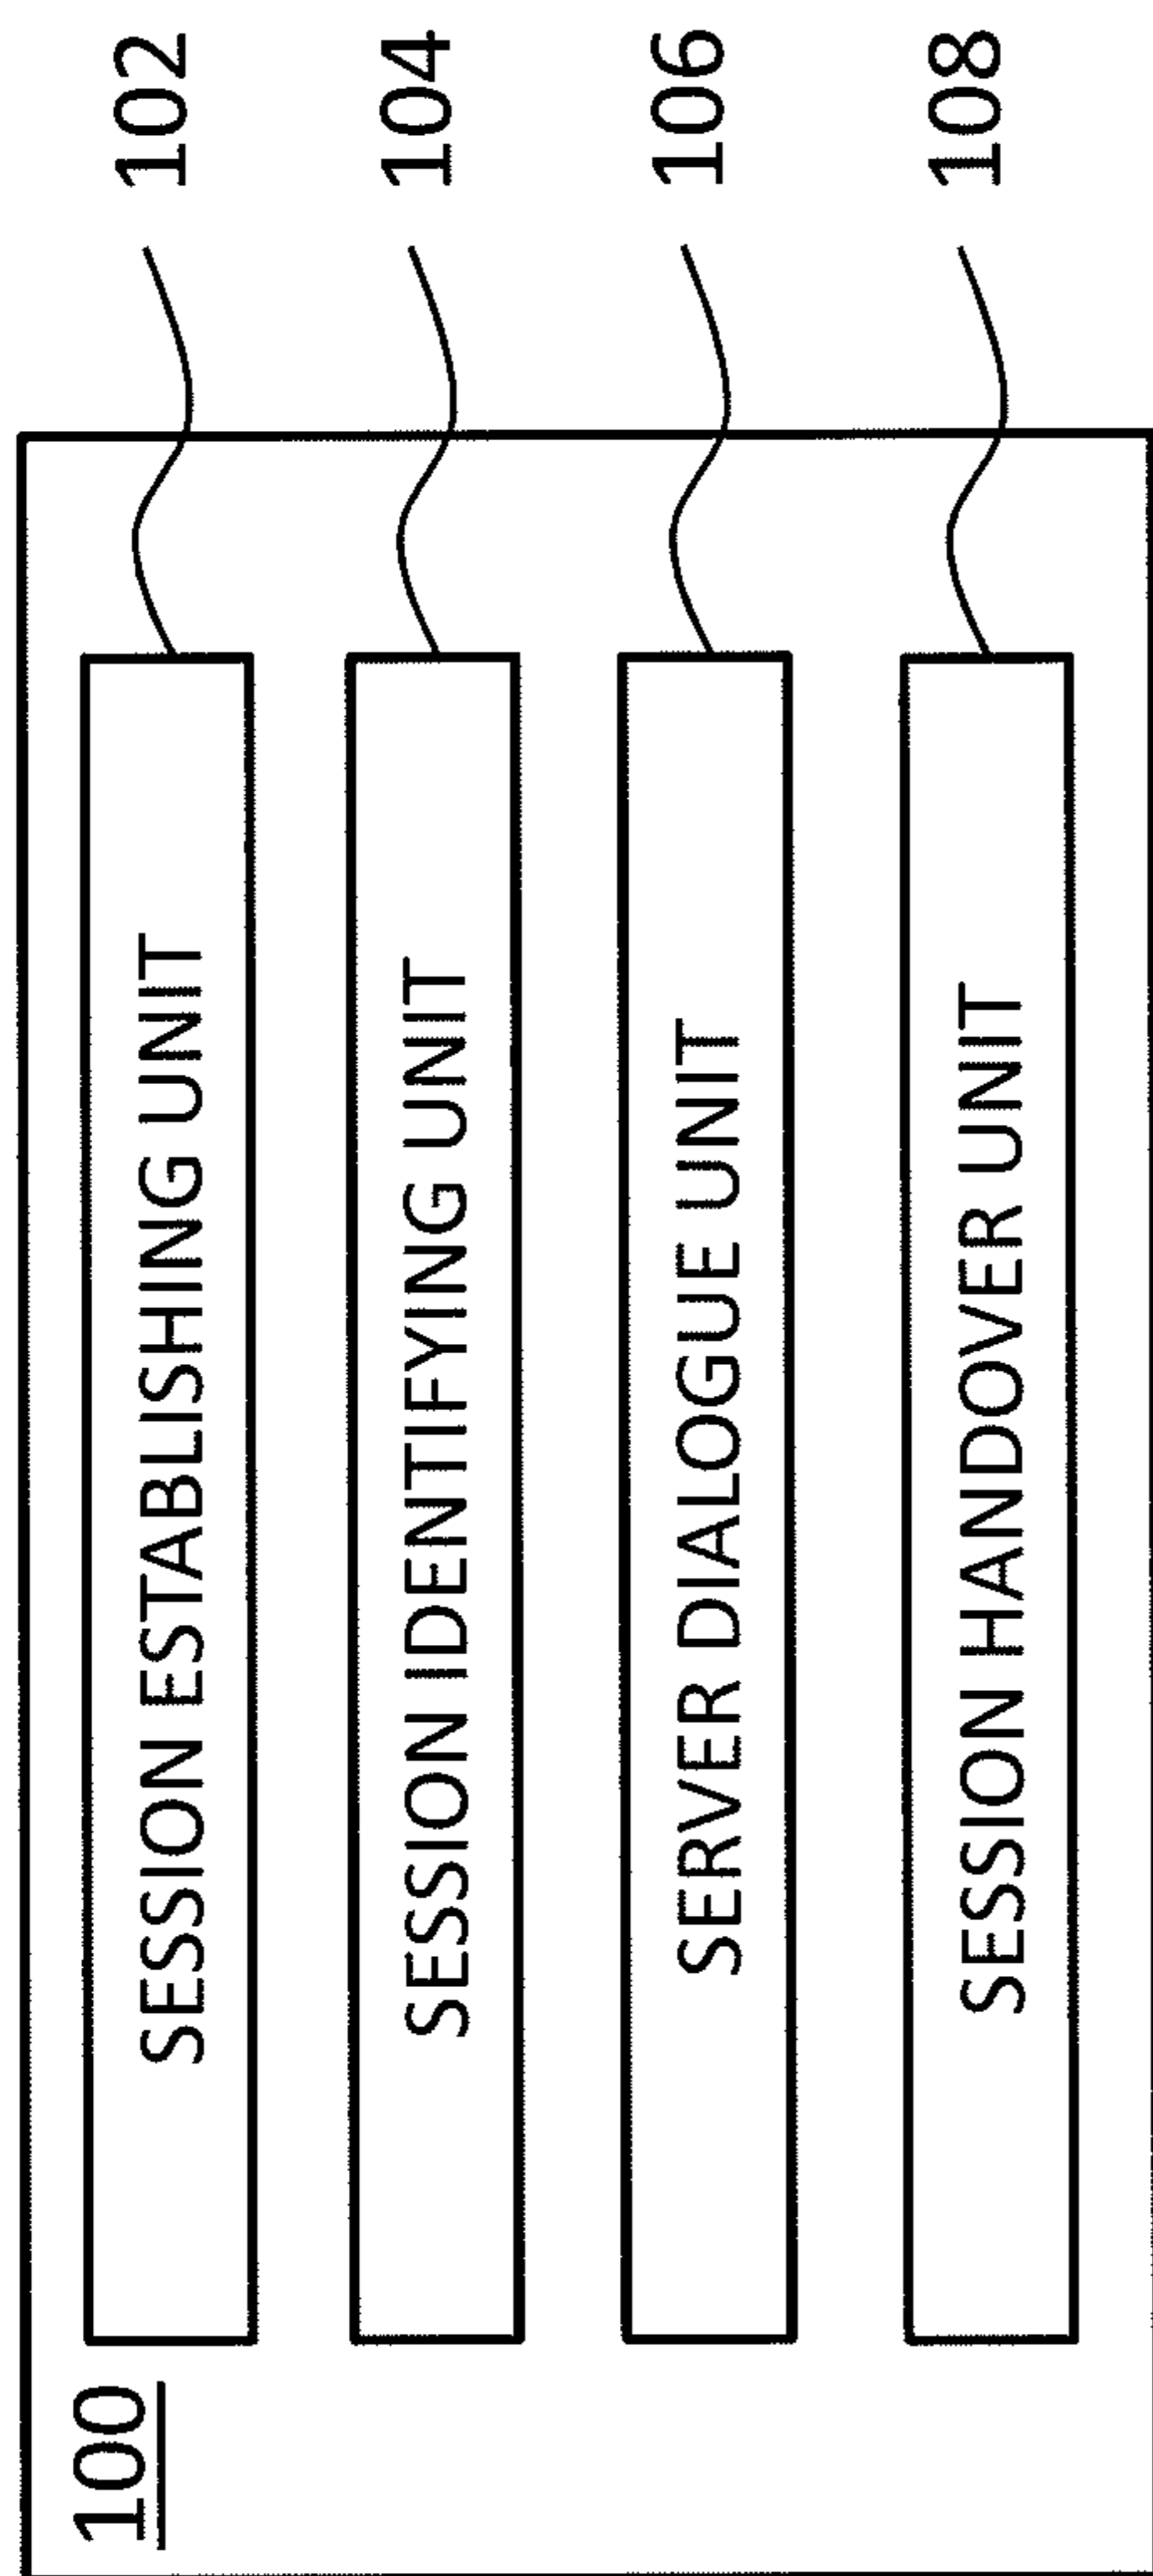 100
SESSION ESTABLISHING UNIT 102
SESSION IDENTIFYING UNIT 104
SERVER DIALOGUE UNIT 106
SESSION HANDOVER UNIT 108